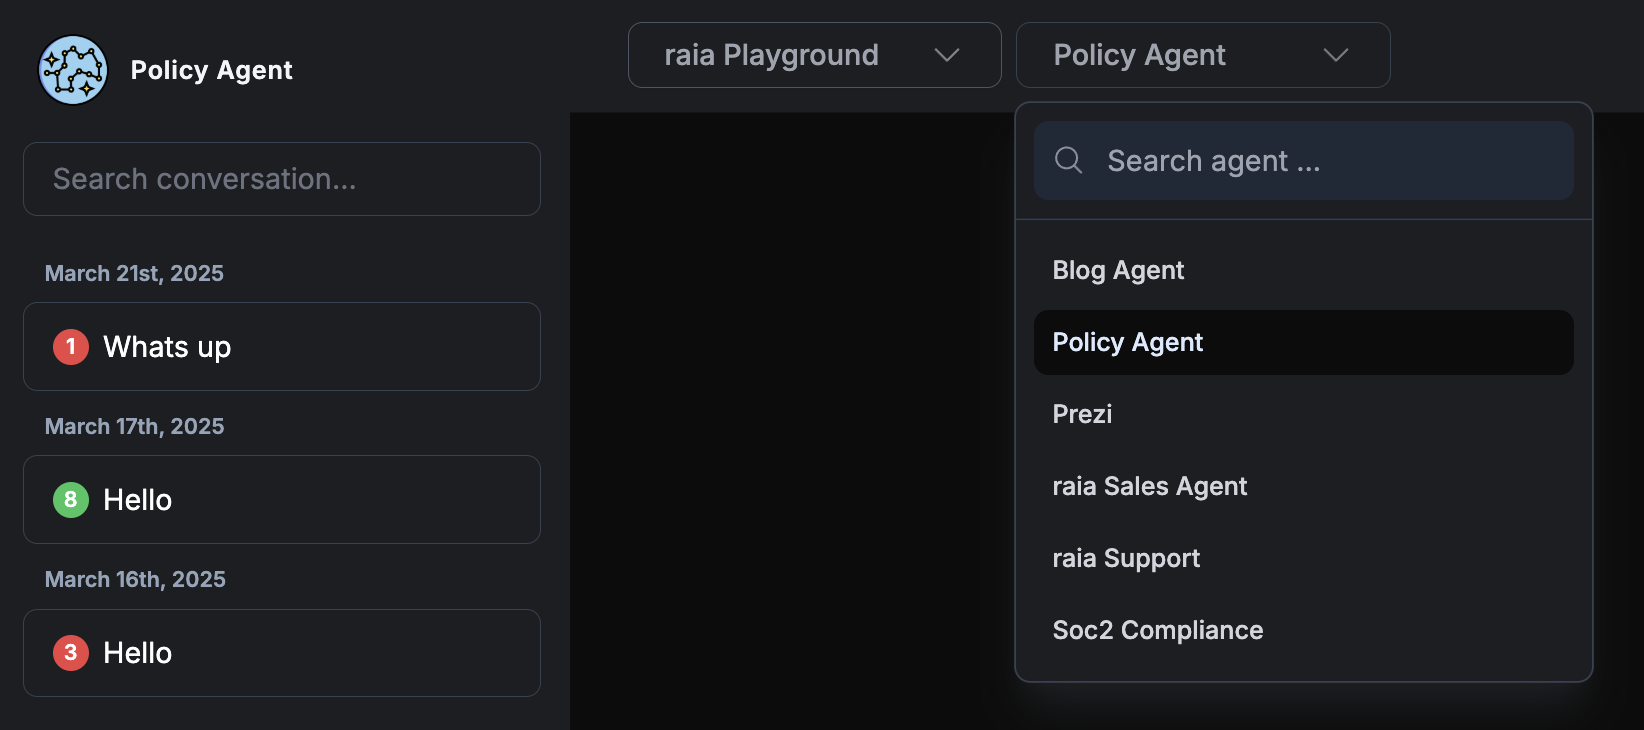 Policy Agent
Search conversation...
March 21st, 2025
1 Whats up
March 17th, 2025
8 Hello
March 16th, 2025
3 Hello
raia Playground
Policy Agent
Search agent ...
Blog Agent
Policy Agent
Prezi
raia Sales Agent
raia Support
Soc2 Compliance